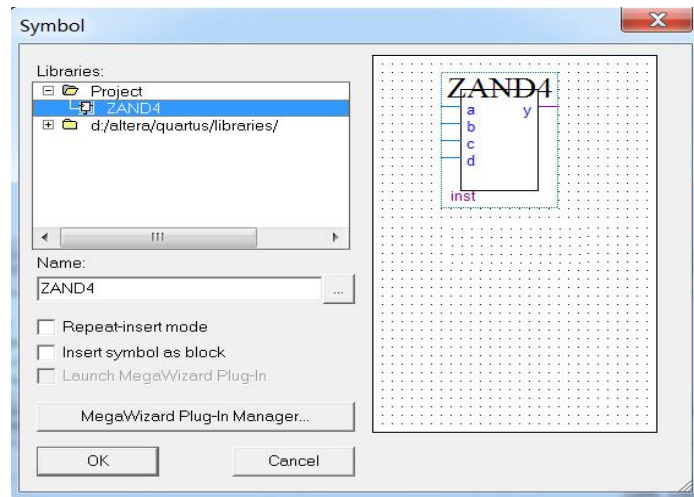 Symbol
X
Libraries:
Project
ZAND4
d:/altera/quartus/libraries/
Name:
ZAND4
...
Repeat-insert mode
Insert symbol as block
Launch MegaWizard Plug-In
MegaWizard Plug-In Manager...
OK Cancel
ZAND4
a y
b
c
d
inst